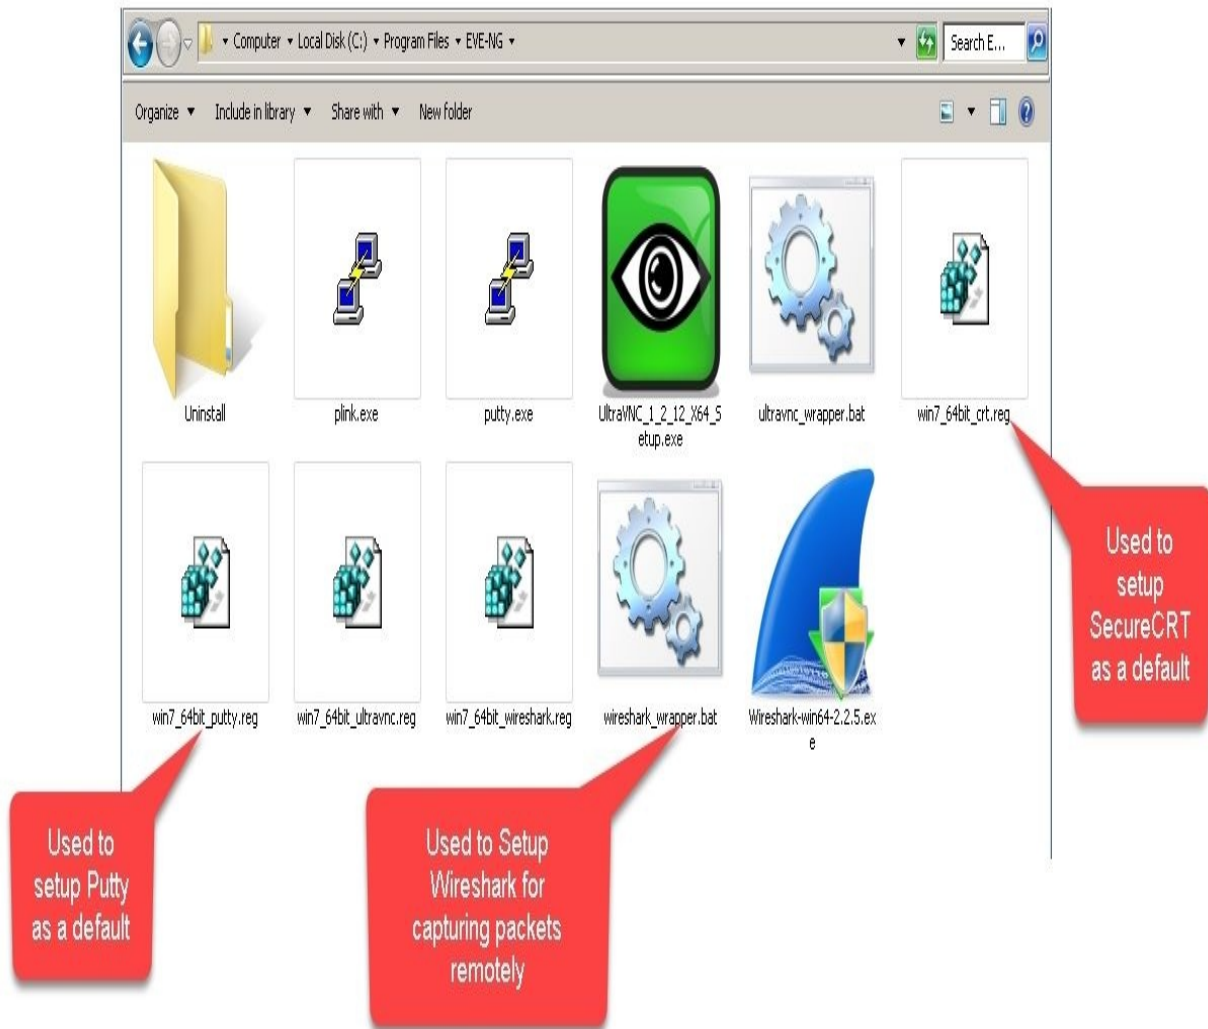 Computer Local Disk (C:) Program Files EVE-NG
Search E...
Organize Include in library Share with New folder
Uninstall
plink.exe
putty.exe
UltraVNC_1_2_12_X64_S
etup.exe
ultravnc_wrapper.bat
win7_64bit_crt.reg
win7_64bit_putty.reg
win7_64bit_ultravnc.reg
win7_64bit_wireshark.reg
wireshark_wrapper.bat
Wireshark-win64-2.2.5.ex
e
Used to
setup
SecureCRT
as a default
Used to
setup Putty
as a default
Used to Setup
Wireshark for
capturing packets
remotely